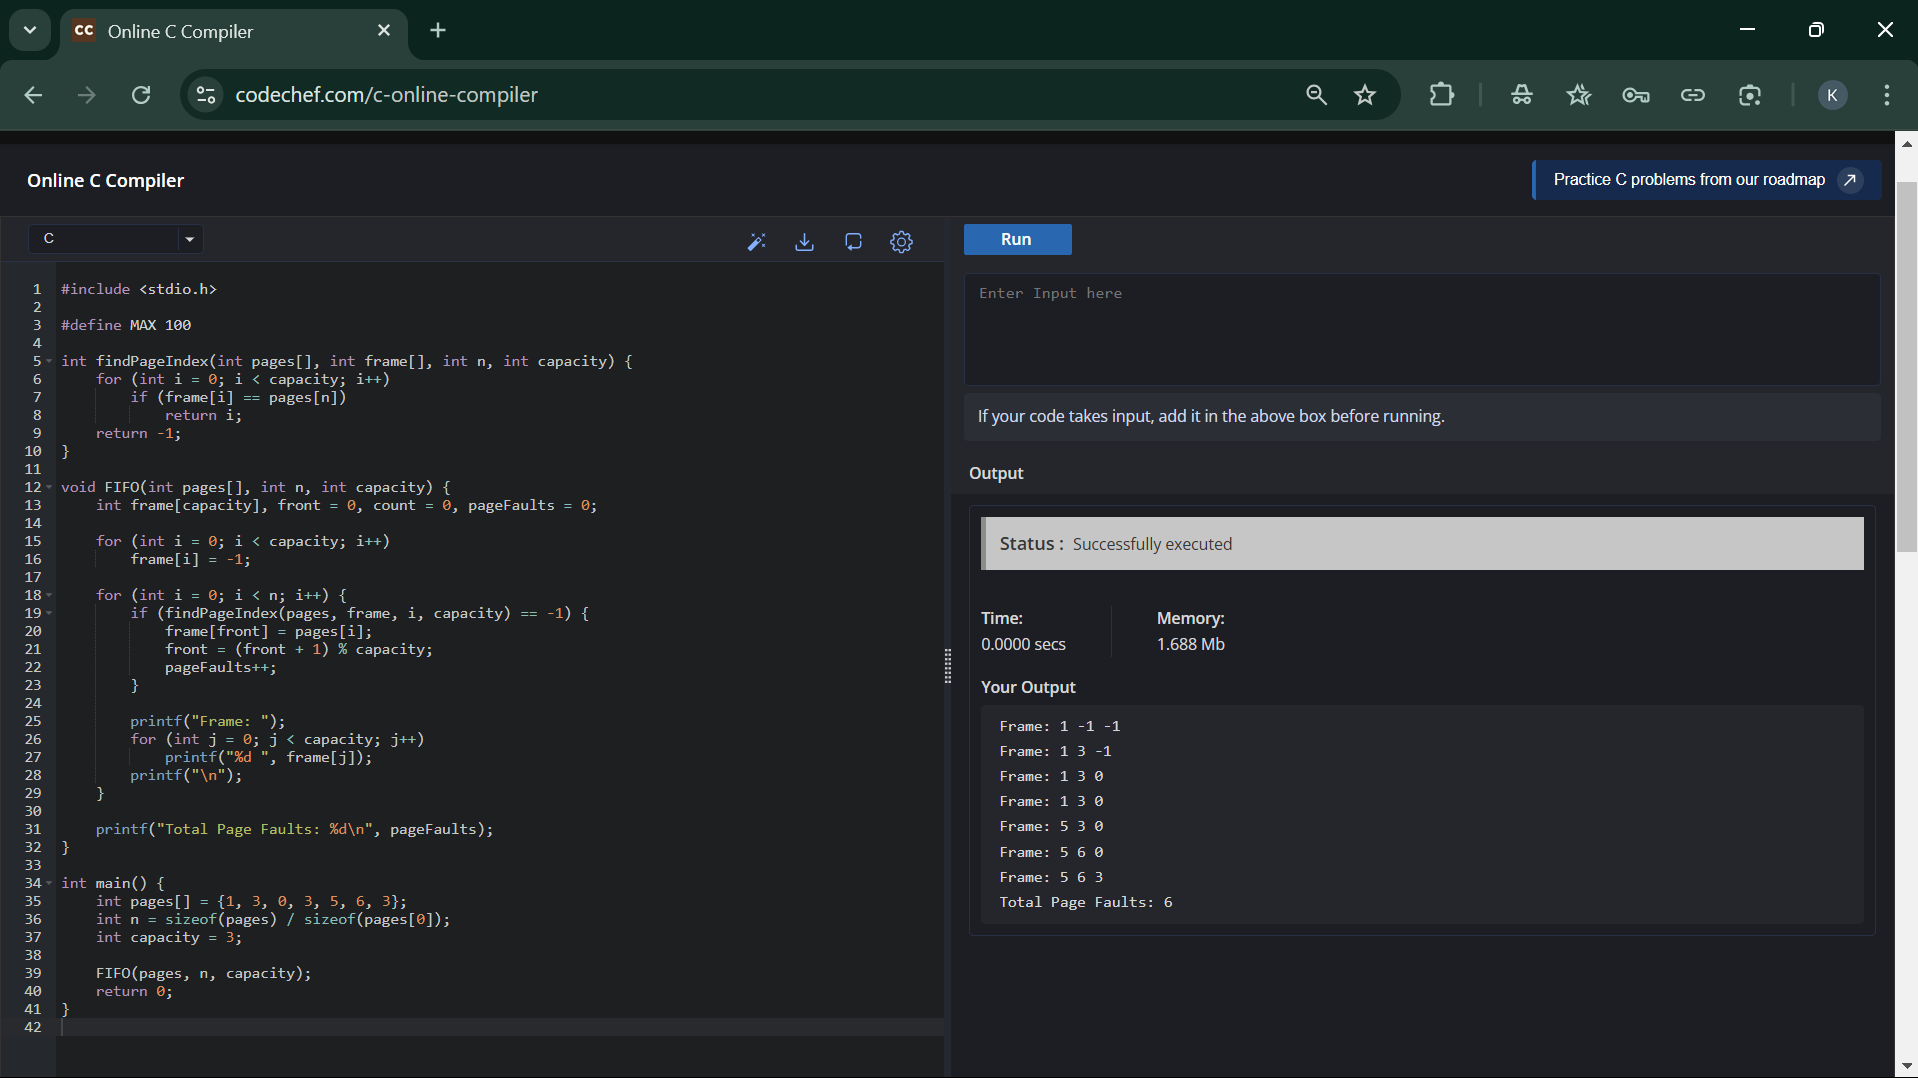 CC Online C Compiler
codechef.com/c-online-compiler
K
Online C Compiler
Practice C problems from our roadmap
C
Run
1 #include <stdio.h>
2
3 #define MAX 100
4
5 int findPageIndex(int pages[], int frame[], int n, int capacity) {
6     for (int i = 0; i < capacity; i++)
7         if (frame[i] == pages[n])
8             return i;
9     return -1;
10 }
11
12 void FIFO(int pages[], int n, int capacity) {
13     int frame[capacity], front = 0, count = 0, pageFaults = 0;
14
15     for (int i = 0; i < capacity; i++)
16         frame[i] = -1;
17
18     for (int i = 0; i < n; i++) {
19         if (findPageIndex(pages, frame, i, capacity) == -1) {
20             frame[front] = pages[i];
21             front = (front + 1) % capacity;
22             pageFaults++;
23         }
24
25         printf("Frame: ");
26         for (int j = 0; j < capacity; j++)
27             printf("%d ", frame[j]);
28         printf("\n");
29     }
30
31     printf("Total Page Faults: %d\n", pageFaults);
32 }
33
34 int main() {
35     int pages[] = {1, 3, 0, 3, 5, 6, 3};
36     int n = sizeof(pages) / sizeof(pages[0]);
37     int capacity = 3;
38
39     FIFO(pages, n, capacity);
40     return 0;
41 }
42
Enter Input here
If your code takes input, add it in the above box before running.
Output
Status : Successfully executed
Time: Memory:
0.0000 secs 1.688 Mb
Your Output
Frame: 1 -1 -1
Frame: 1 3 -1
Frame: 1 3 0
Frame: 1 3 0
Frame: 5 3 0
Frame: 5 6 0
Frame: 5 6 3
Total Page Faults: 6